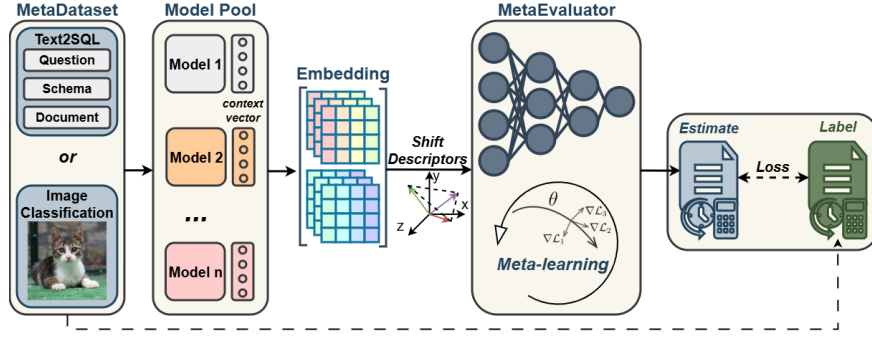 MetaDataset
Text2SQL
Question
Schema
Document
or
Image
Classification
Model Pool
Model 1
context
vector
Model 2
...
Model n
Embedding
Shift
Descriptors
y
x
z
MetaEvaluator
θ
∇ℒ₃
∇ℒ₂
∇ℒ₁
Meta-learning
Estimate
Label
Loss